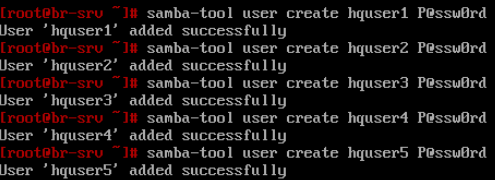 [root@br-srv ~]# samba-tool user create hquser1 P@ssw0rd
User 'hquser1' added successfully
[root@br-srv ~]# samba-tool user create hquser2 P@ssw0rd
User 'hquser2' added successfully
[root@br-srv ~]# samba-tool user create hquser3 P@ssw0rd
User 'hquser3' added successfully
[root@br-srv ~]# samba-tool user create hquser4 P@ssw0rd
User 'hquser4' added successfully
[root@br-srv ~]# samba-tool user create hquser5 P@ssw0rd
User 'hquser5' added successfully